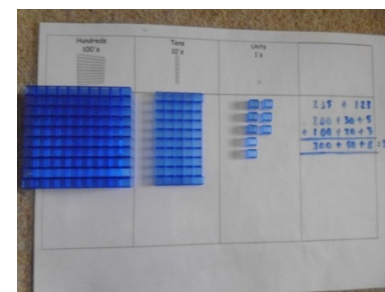 Hundreds Tens Units
100's 10's 1's
235 + 123
200 + 30 + 5
+ 100 + 20 + 3
300 + 50 + 8 =